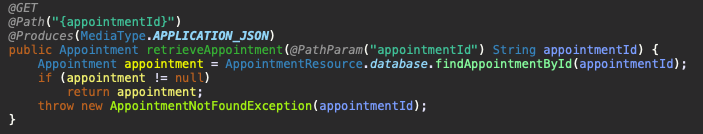 @GET
@Path("{appointmentId}")
@Produces(MediaType.APPLICATION_JSON)
public Appointment retrieveAppointment(@PathParam("appointmentId") String appointmentId) {
    Appointment appointment = AppointmentResource.database.findAppointmentById(appointmentId);
    if (appointment != null)
        return appointment;
    throw new AppointmentNotFoundException(appointmentId);
}